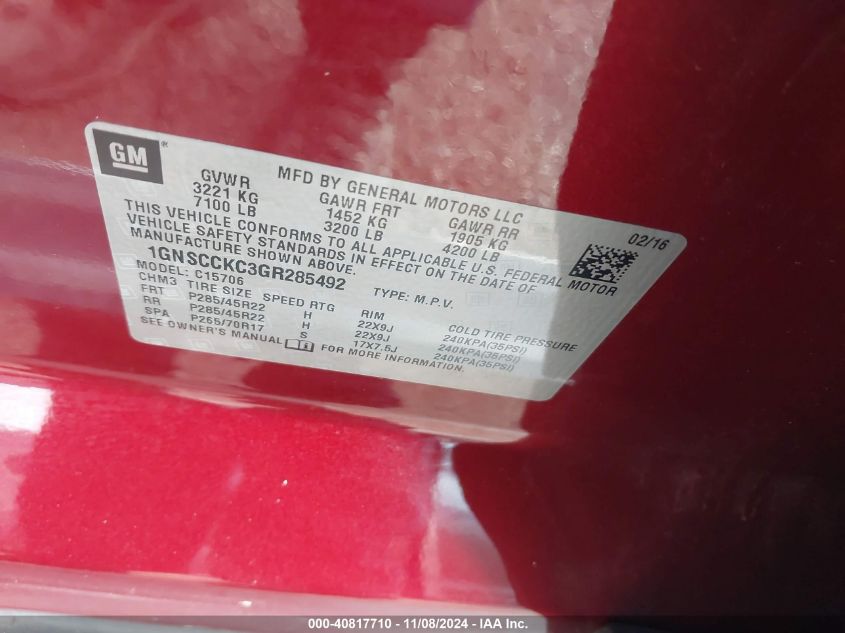 GM®
MFD BY GENERAL MOTORS LLC
02/16
GVWR GAWR FRT GAWR RR
3221 KG 1452 KG 1905 KG
7100 LB 3200 LB 4200 LB
THIS VEHICLE CONFORMS TO ALL APPLICABLE U.S. FEDERAL MOTOR
VEHICLE SAFETY STANDARDS IN EFFECT ON THE DATE OF
MANUFACTURE SHOWN ABOVE.
1GNSCCKC3GR285492 TYPE: M.P.V.
MODEL: C15706
CHM3 TIRE SIZE SPEED RTG RIM COLD TIRE PRESSURE
FRT P285/45R22 H 22X9J 240KPA(35PSI)
RR P285/45R22 H 22X9J 240KPA(35PSI)
SPA P265/70R17 S 17X7.5J 240KPA(35PSI)
SEE OWNER'S MANUAL FOR MORE INFORMATION.
000-40817710 - 11/08/2024 - IAA Inc.